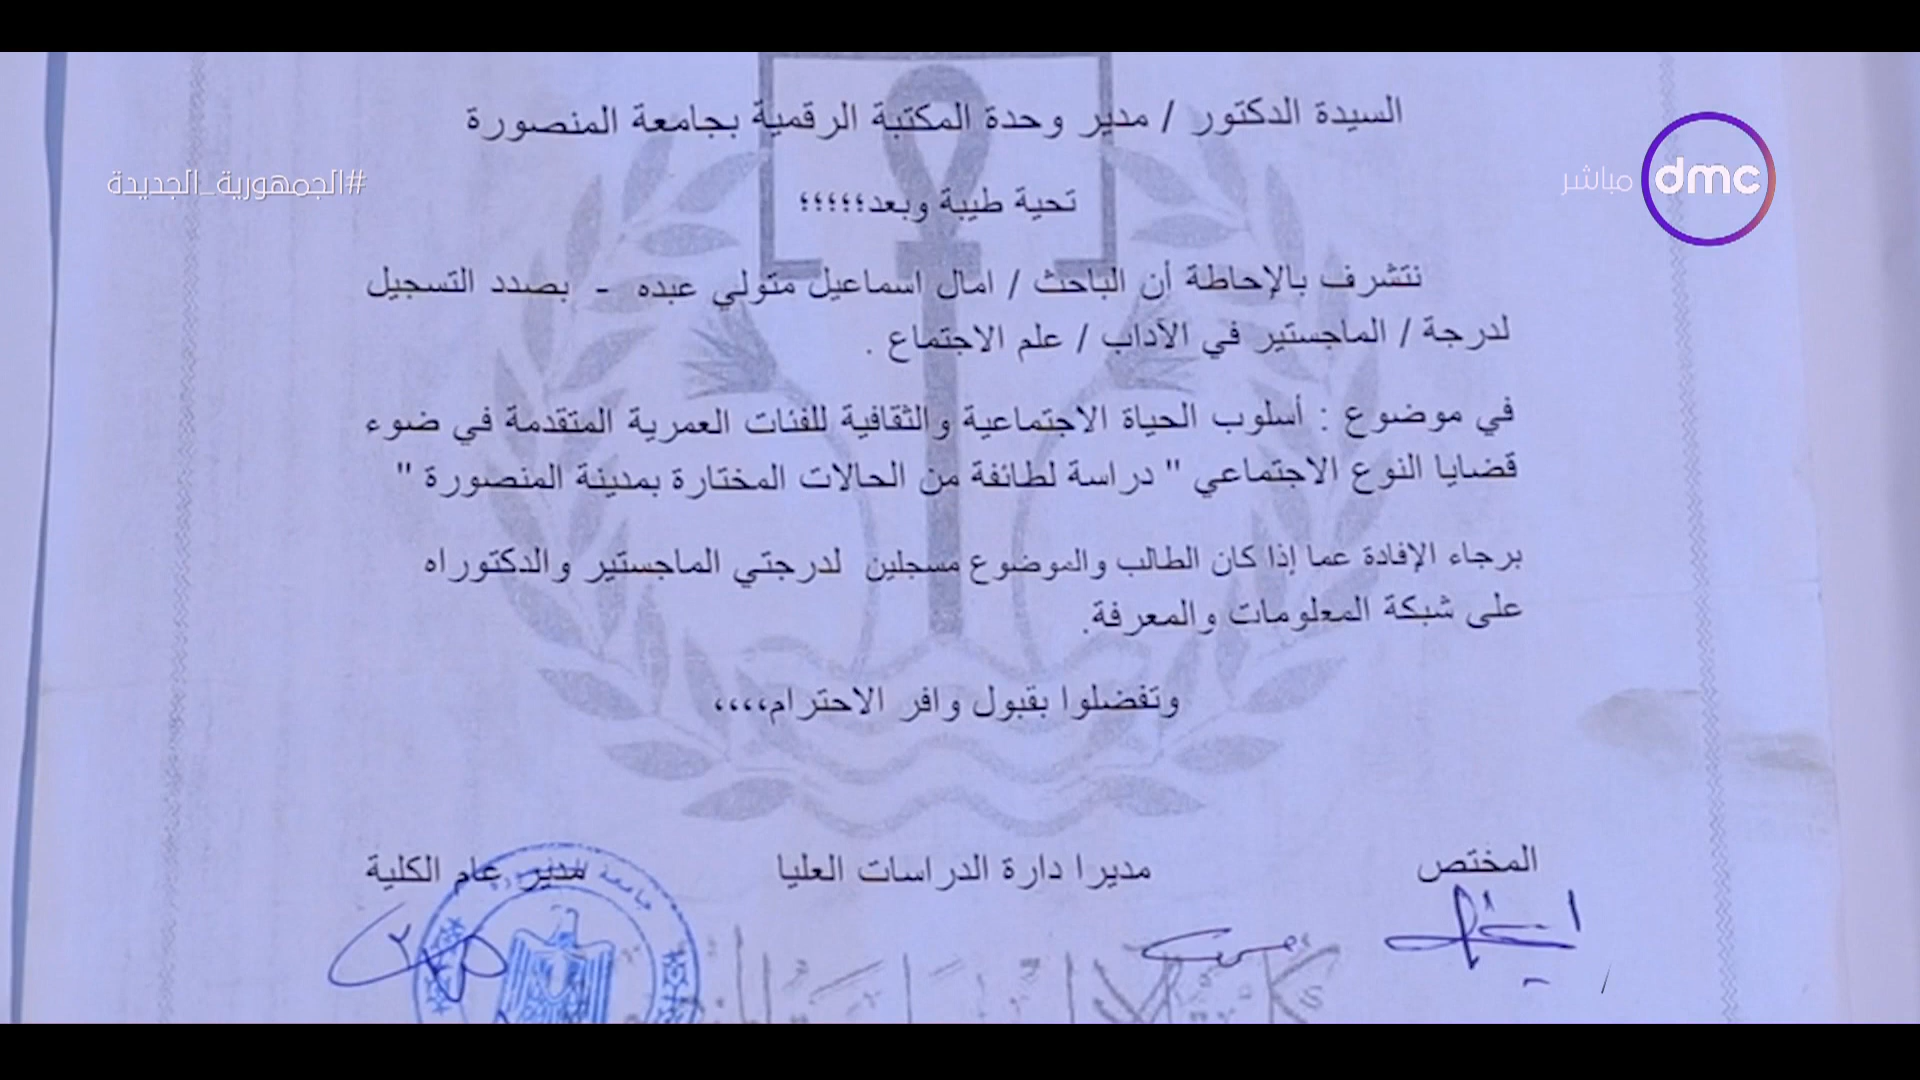 #الجمهورية_الجديدة
مباشر dmc
السيدة الدكتور / مدير وحدة المكتبة الرقمية بجامعة المنصورة
تحية طيبة وبعد؛؛؛؛؛
نتشرف بالإحاطة أن الباحث / امال اسماعيل متولي عبده - بصدد التسجيل
لدرجة / الماجستير في الآداب / علم الاجتماع .
في موضوع : أسلوب الحياة الاجتماعية والثقافية للفئات العمرية المتقدمة في ضوء
قضايا النوع الاجتماعي " دراسة لطائفة من الحالات المختارة بمدينة المنصورة "
برجاء الإفادة عما إذا كان الطالب والموضوع مسجلين لدرجتي الماجستير والدكتوراه
على شبكة المعلومات والمعرفة.
وتفضلوا بقبول وافر الاحترام،،،،
المختص
مديرا دارة الدراسات العليا
مدير عام الكلية
جامعة المنصورة